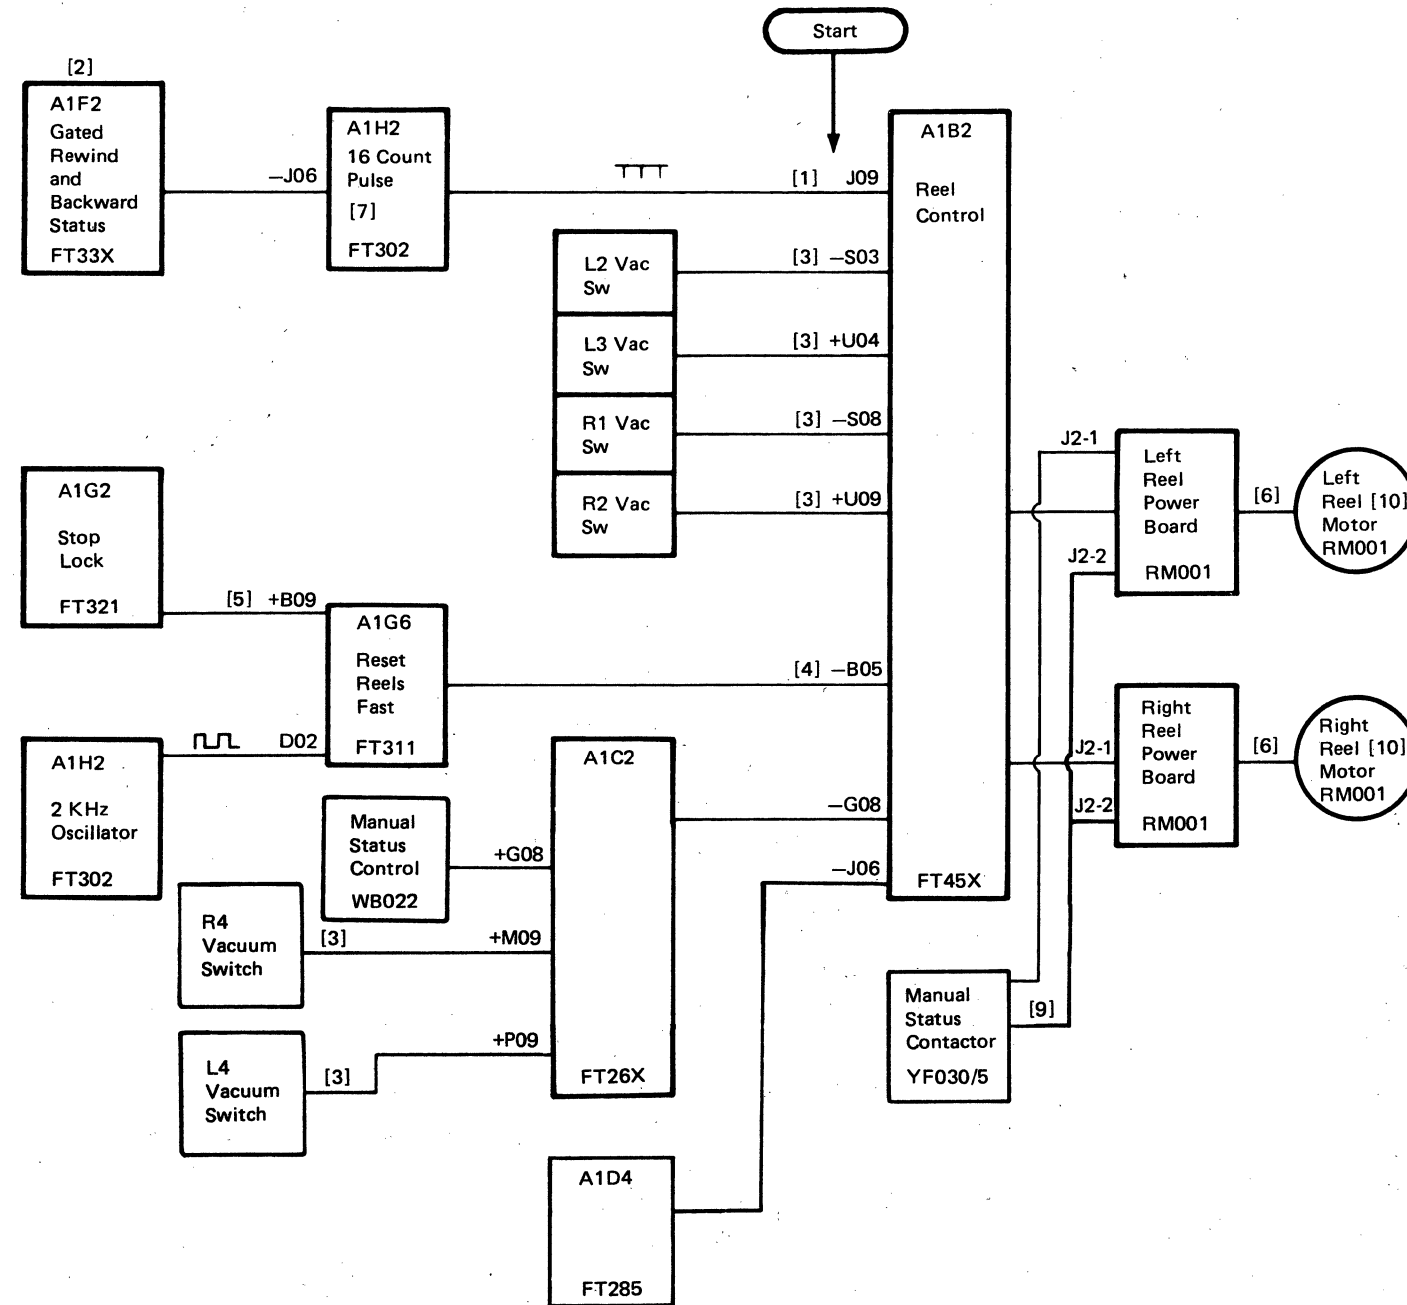 Start
[2]
A1F2
Gated
Rewind
and
Backward
Status
FT33X
—J06
A1H2
16 Count
Pulse
[7]
FT302
[1] J09
A1B2
Reel
Control
FT45X
L2 Vac
Sw
[3] —S03
L3 Vac
Sw
[3] +U04
R1 Vac
Sw
[3] —S08
R2 Vac
Sw
[3] +U09
A1G2
Stop
Lock
FT321
[5] +B09
A1G6
Reset
Reels
Fast
FT311
[4] —B05
A1H2
2 KHz
Oscillator
FT302
D02
Manual
Status
Control
WB022
+G08
A1C2
FT26X
—G08
—J06
R4
Vacuum
Switch
[3]
+M09
L4
Vacuum
Switch
[3]
+P09
A1D4
FT285
Manual
Status
Contactor
YF030/5
[9]
J2-1
J2-2
Left
Reel
Power
Board
RM001
[6]
Left
Reel [10]
Motor
RM001
J2-1
J2-2
Right
Reel
Power
Board
RM001
[6]
Right
Reel [10]
Motor
RM001